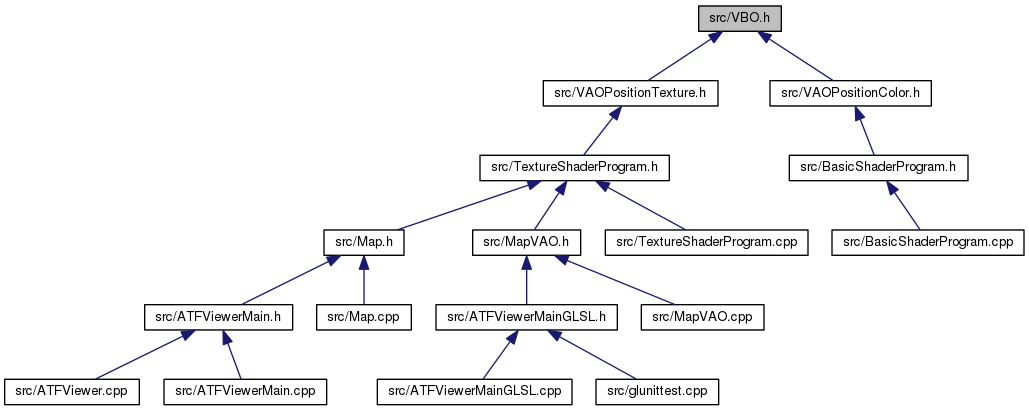 src/VBO.h
src/VAOPositionTexture.h
src/VAOPositionColor.h
src/TextureShaderProgram.h
src/BasicShaderProgram.h
src/Map.h
src/MapVAO.h
src/TextureShaderProgram.cpp
src/BasicShaderProgram.cpp
src/ATFViewerMain.h
src/Map.cpp
src/ATFViewerMainGLSL.h
src/MapVAO.cpp
src/ATFViewer.cpp
src/ATFViewerMain.cpp
src/ATFViewerMainGLSL.cpp
src/glunittest.cpp